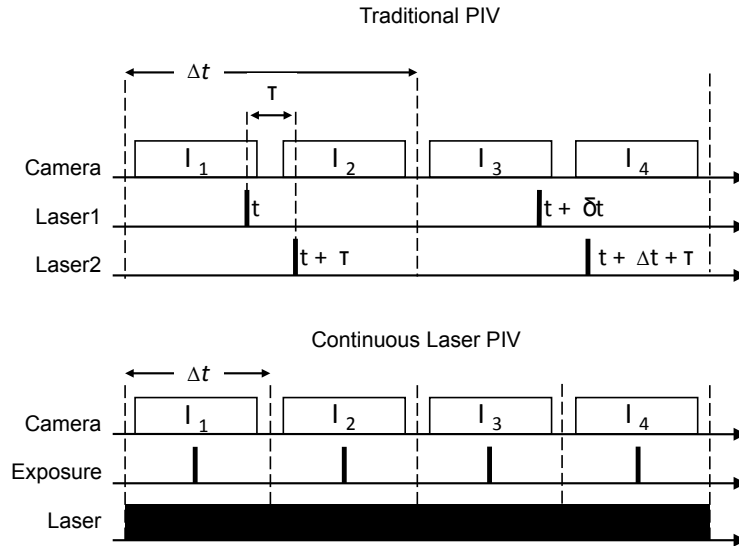 Traditional PIV
Δt
τ
Camera I1 I2 I3 I4
Laser1 t t + δt
Laser2 t + τ t + Δt + τ
Continuous Laser PIV
Δt
Camera I1 I2 I3 I4
Exposure
Laser